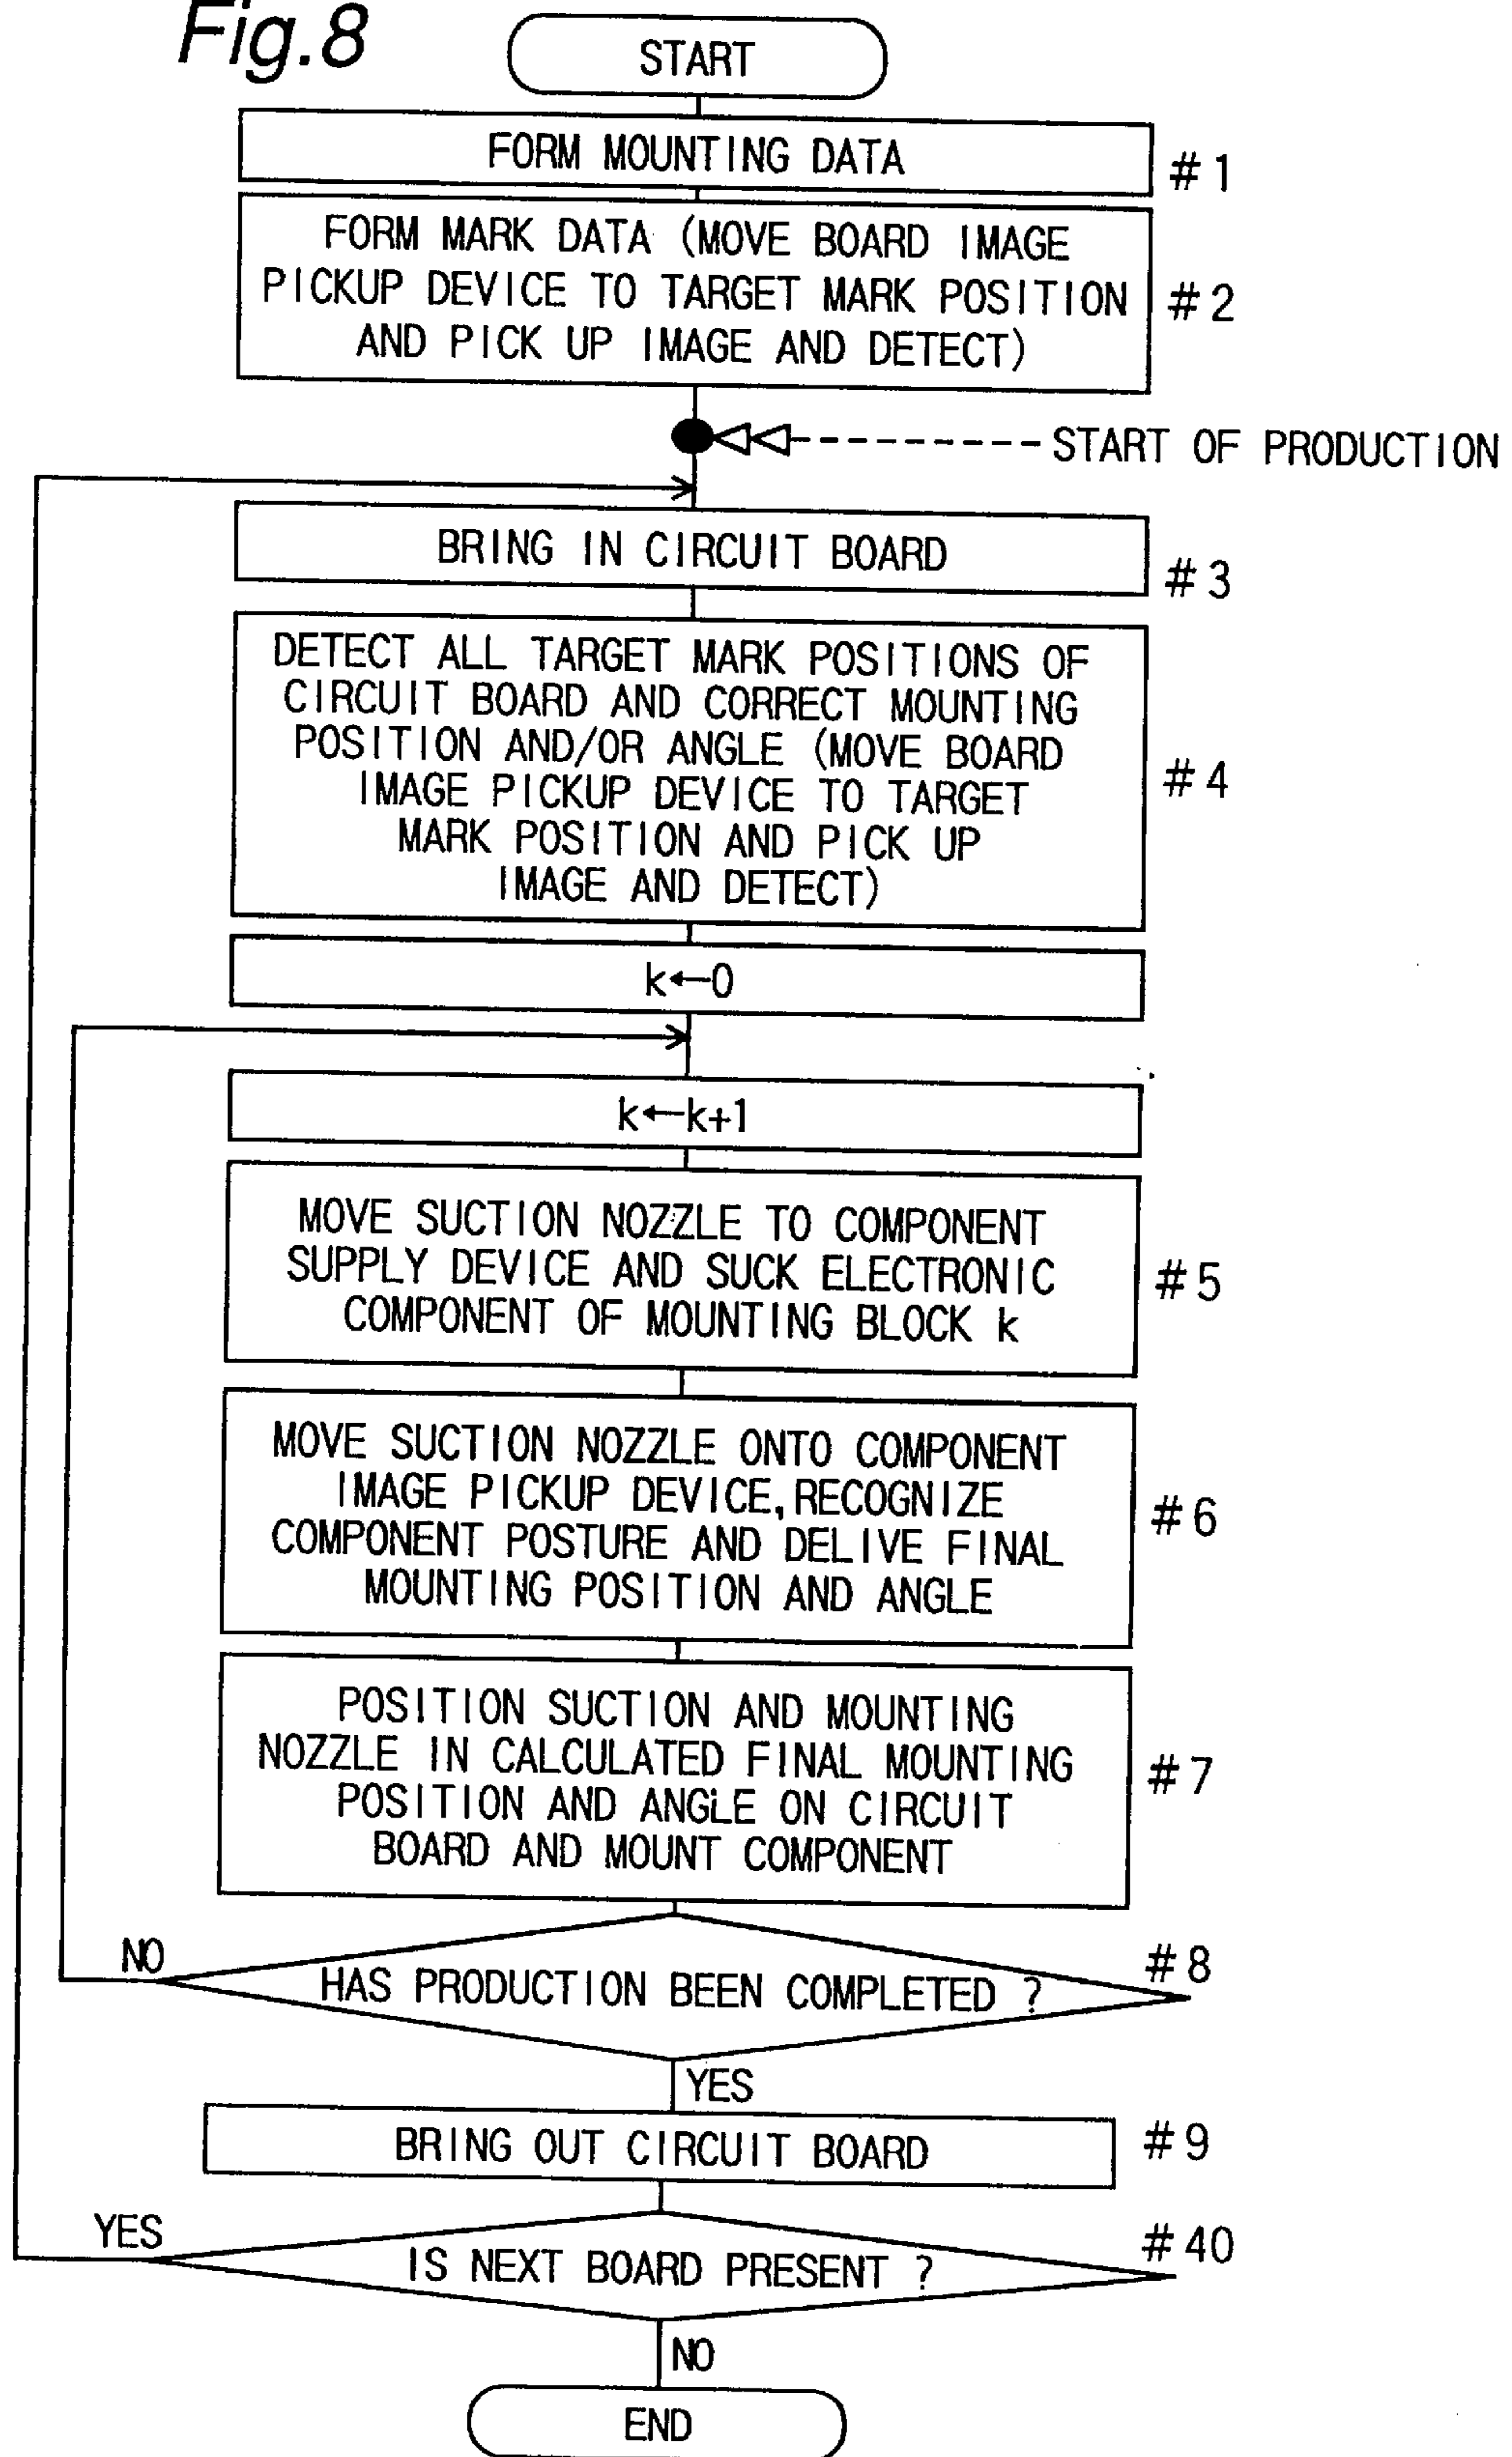 Fig.8
START
FORM MOUNTING DATA
#1
FORM MARK DATA (MOVE BOARD IMAGE
PICKUP DEVICE TO TARGET MARK POSITION
AND PICK UP IMAGE AND DETECT)
#2
START OF PRODUCTION
BRING IN CIRCUIT BOARD
#3
DETECT ALL TARGET MARK POSITIONS OF
CIRCUIT BOARD AND CORRECT MOUNTING
POSITION AND/OR ANGLE (MOVE BOARD
IMAGE PICKUP DEVICE TO TARGET
MARK POSITION AND PICK UP
IMAGE AND DETECT)
#4
k←0
k←k+1
MOVE SUCTION NOZZLE TO COMPONENT
SUPPLY DEVICE AND SUCK ELECTRONIC
COMPONENT OF MOUNTING BLOCK k
#5
MOVE SUCTION NOZZLE ONTO COMPONENT
IMAGE PICKUP DEVICE, RECOGNIZE
COMPONENT POSTURE AND DELIVE FINAL
MOUNTING POSITION AND ANGLE
#6
POSITION SUCTION AND MOUNTING
NOZZLE IN CALCULATED FINAL MOUNTING
POSITION AND ANGLE ON CIRCUIT
BOARD AND MOUNT COMPONENT
#7
NO
HAS PRODUCTION BEEN COMPLETED ?
#8
YES
BRING OUT CIRCUIT BOARD
#9
YES
IS NEXT BOARD PRESENT ?
#40
NO
END